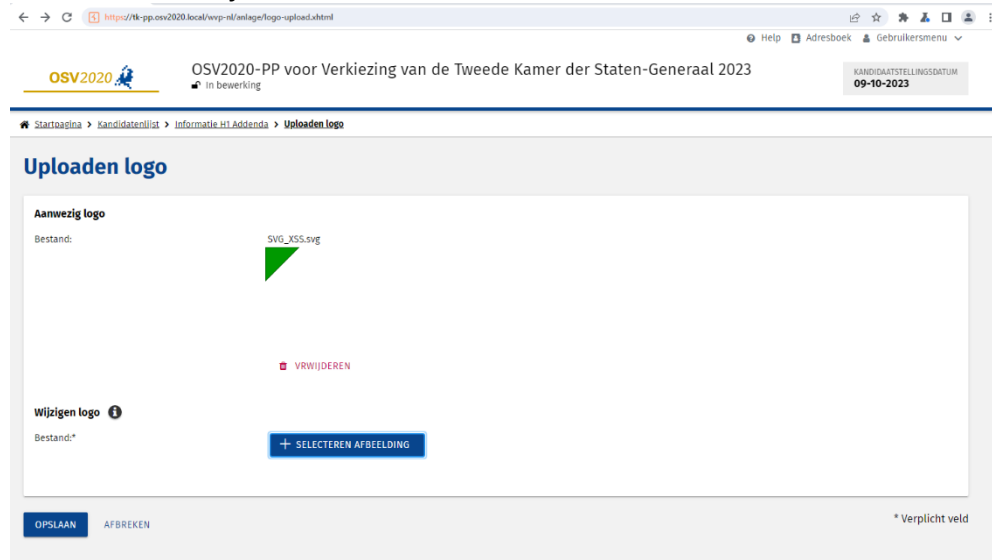 https://tk-pp.osv2020.local/wvp-nl/anlage/logo-upload.xhtml
Help Adresboek Gebruikersmenu
OSV2020
OSV2020-PP voor Verkiezing van de Tweede Kamer der Staten-Generaal 2023
In bewerking
KANDIDAATSTELLINGSDATUM
09-10-2023
Startpagina > Kandidatenlijst > Informatie H1 Addenda > Uploaden logo
Uploaden logo
Aanwezig logo
Bestand: SVG_XSS.svg
VRWIJDEREN
Wijzigen logo
Bestand:*
+ SELECTEREN AFBEELDING
OPSLAAN AFBREKEN
* Verplicht veld